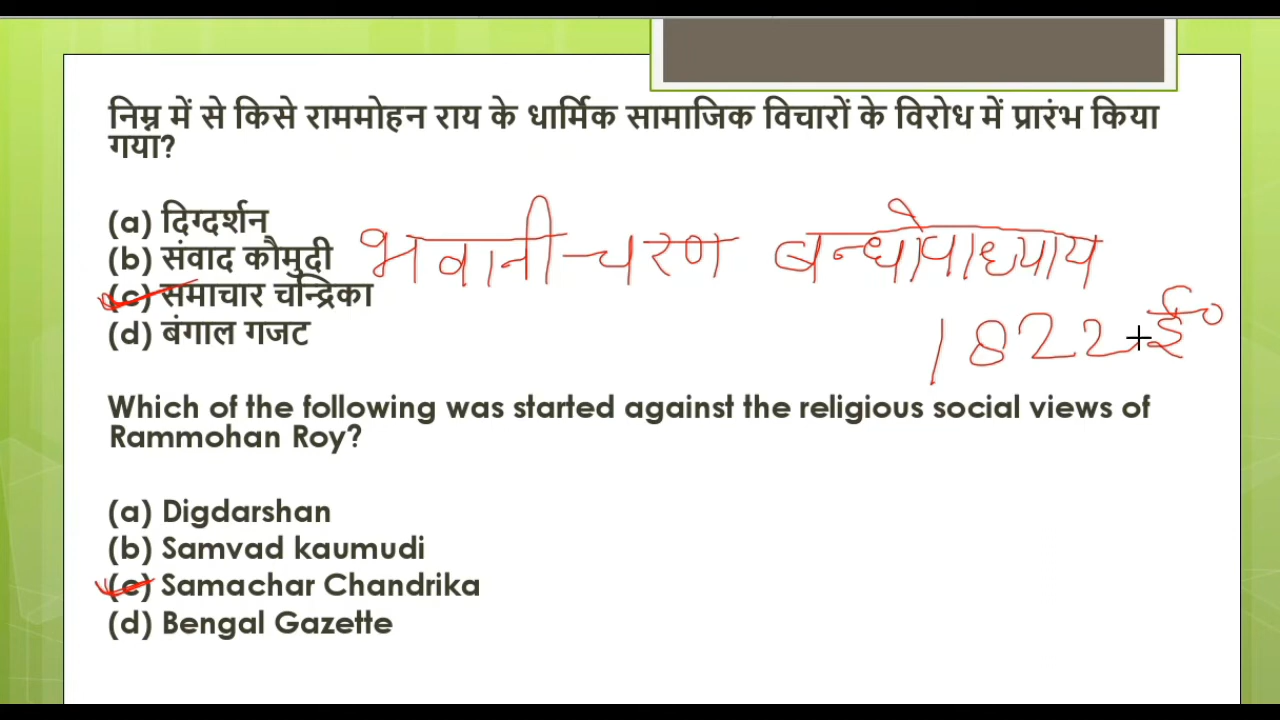 निम्न में से किसे राममोहन राय के धार्मिक सामाजिक विचारों के विरोध में प्रारंभ किया
गया?
(a) दिग्दर्शन
(b) संवाद कौमुदी
भवानीचरण बन्धोपाध्याय
(c) समाचार चन्द्रिका
(d) बंगाल गजट
1822 ई०
Which of the following was started against the religious social views of
Rammohan Roy?
(a) Digdarshan
(b) Samvad kaumudi
(c) Samachar Chandrika
(d) Bengal Gazette